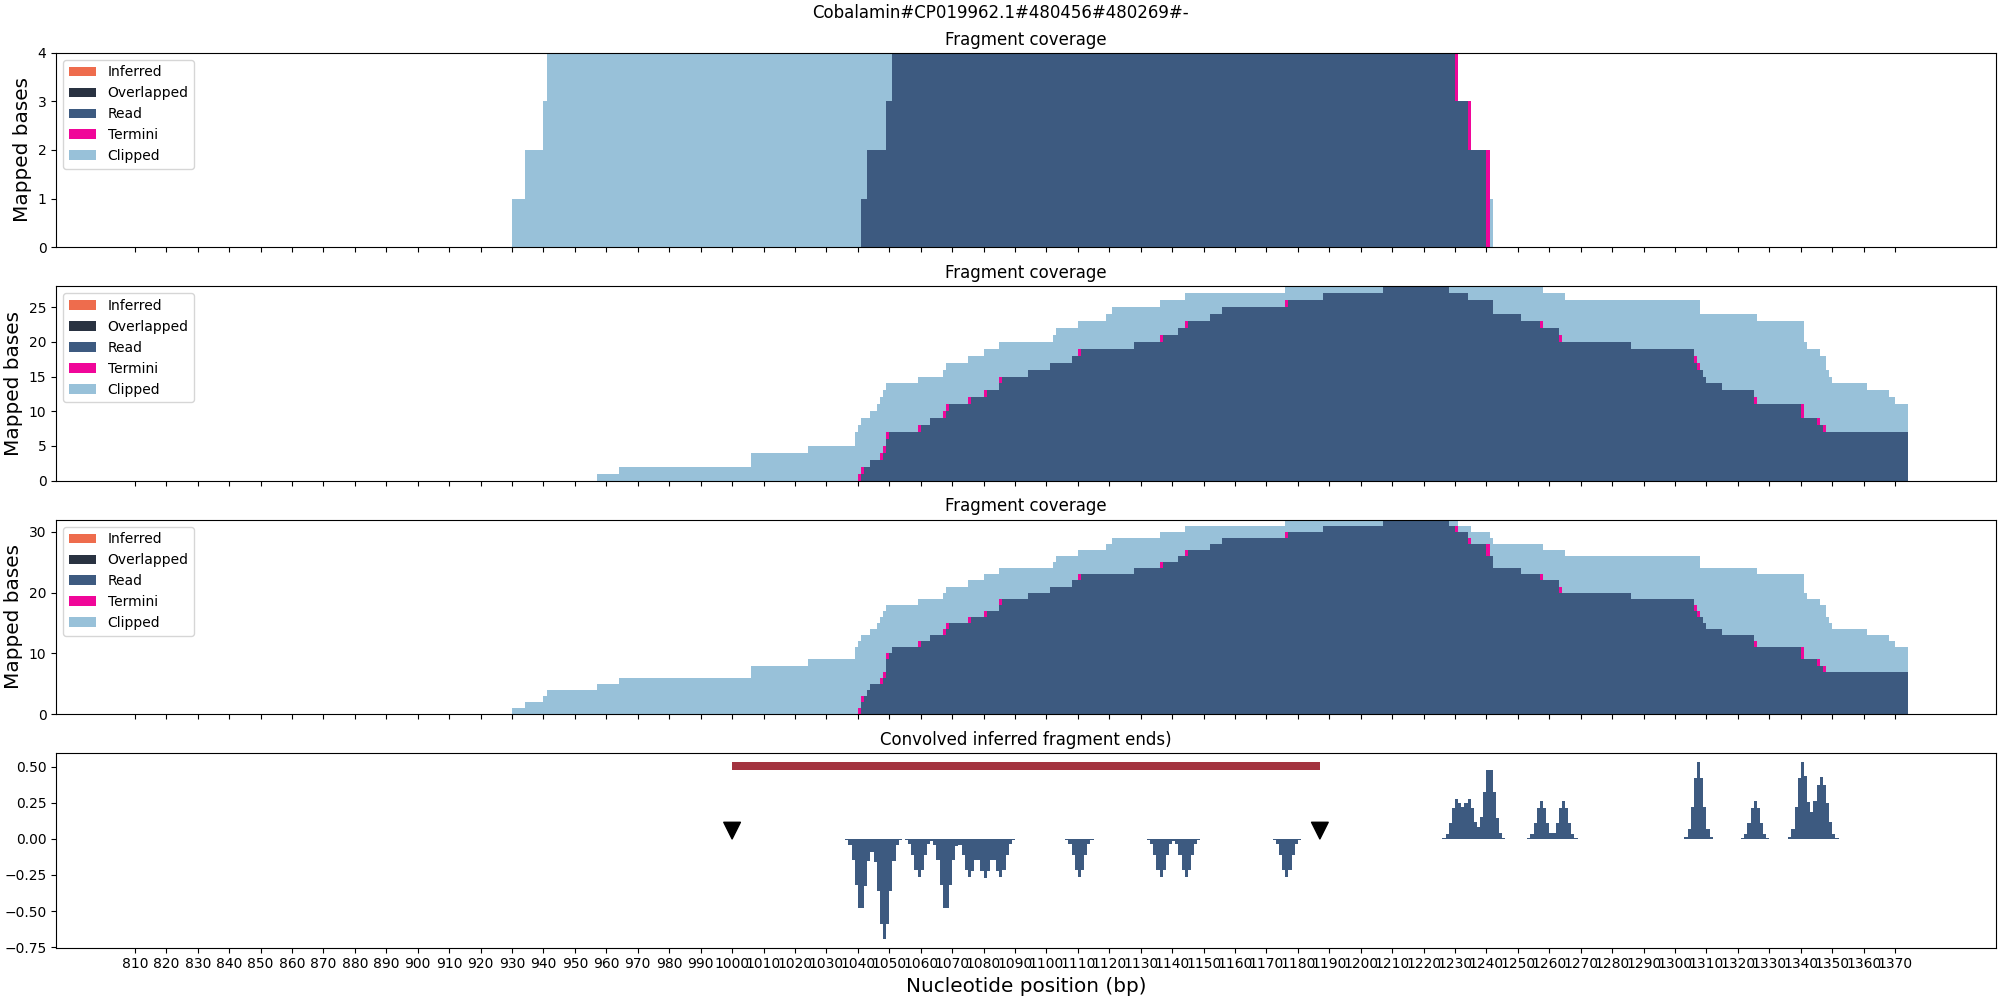 Cobalamin#CP019962.1#480456#480269#-
Fragment coverage
Mapped bases
4
3
2
1
0
Inferred
Overlapped
Read
Termini
Clipped
Fragment coverage
Mapped bases
25
20
15
10
5
0
Inferred
Overlapped
Read
Termini
Clipped
Fragment coverage
Mapped bases
30
20
10
0
Inferred
Overlapped
Read
Termini
Clipped
Convolved inferred fragment ends)
0.50
0.25
0.00
−0.25
−0.50
−0.75
810 820 830 840 850 860 870 880 890 900 910 920 930 940 950 960 970 980 990 1000 1010 1020 1030 1040 1050 1060 1070 1080 1090 1100 1110 1120 1130 1140 1150 1160 1170 1180 1190 1200 1210 1220 1230 1240 1250 1260 1270 1280 1290 1300 1310 1320 1330 1340 1350 1360 1370
Nucleotide position (bp)